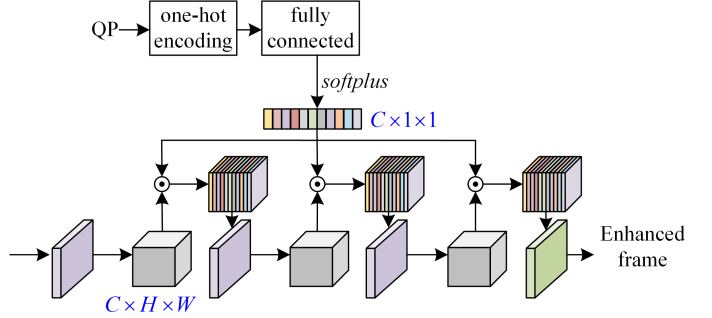 QP
one-hot
encoding
fully
connected
softplus
C×1×1
C×H×W
Enhanced
frame